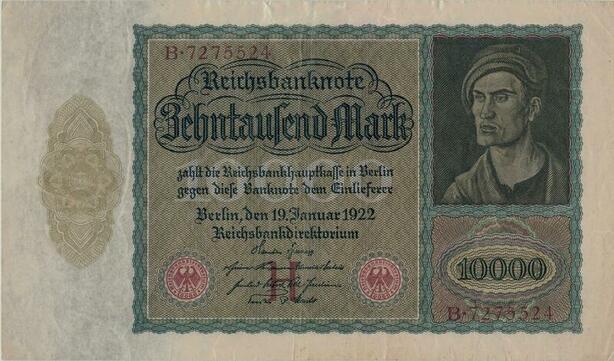 B·7275524
Reichsbanknote
Zehntausend Mark
zahlt die Reichsbankhauptkasse in Berlin
gegen diese Banknote dem Einlieferer
Berlin, den 19. Januar 1922
Reichsbankdirektorium
H
10000
B·7275524